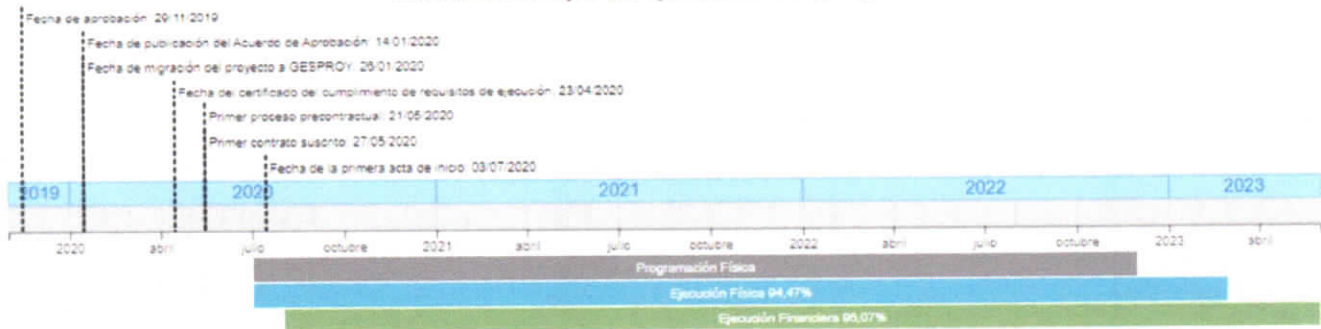 Fecha de aprobación: 29/11/2019
Fecha de publicación del Acuerdo de Aprobación: 14/01/2020
Fecha de migración del proyecto a GESPROY: 26/01/2020
Fecha del certificado del cumplimiento de requisitos de ejecución: 23/04/2020
Primer proceso precontractual: 21/05/2020
Primer contrato suscrito: 27/05/2020
Fecha de la primera acta de inicio: 03/07/2020
2019 2020 2021 2022 2023
2020 abril julio octubre 2021 abril julio octubre 2022 abril julio octubre 2023 abril
Programación Física
Ejecución Física 94,47%
Ejecución Financiera 95,07%